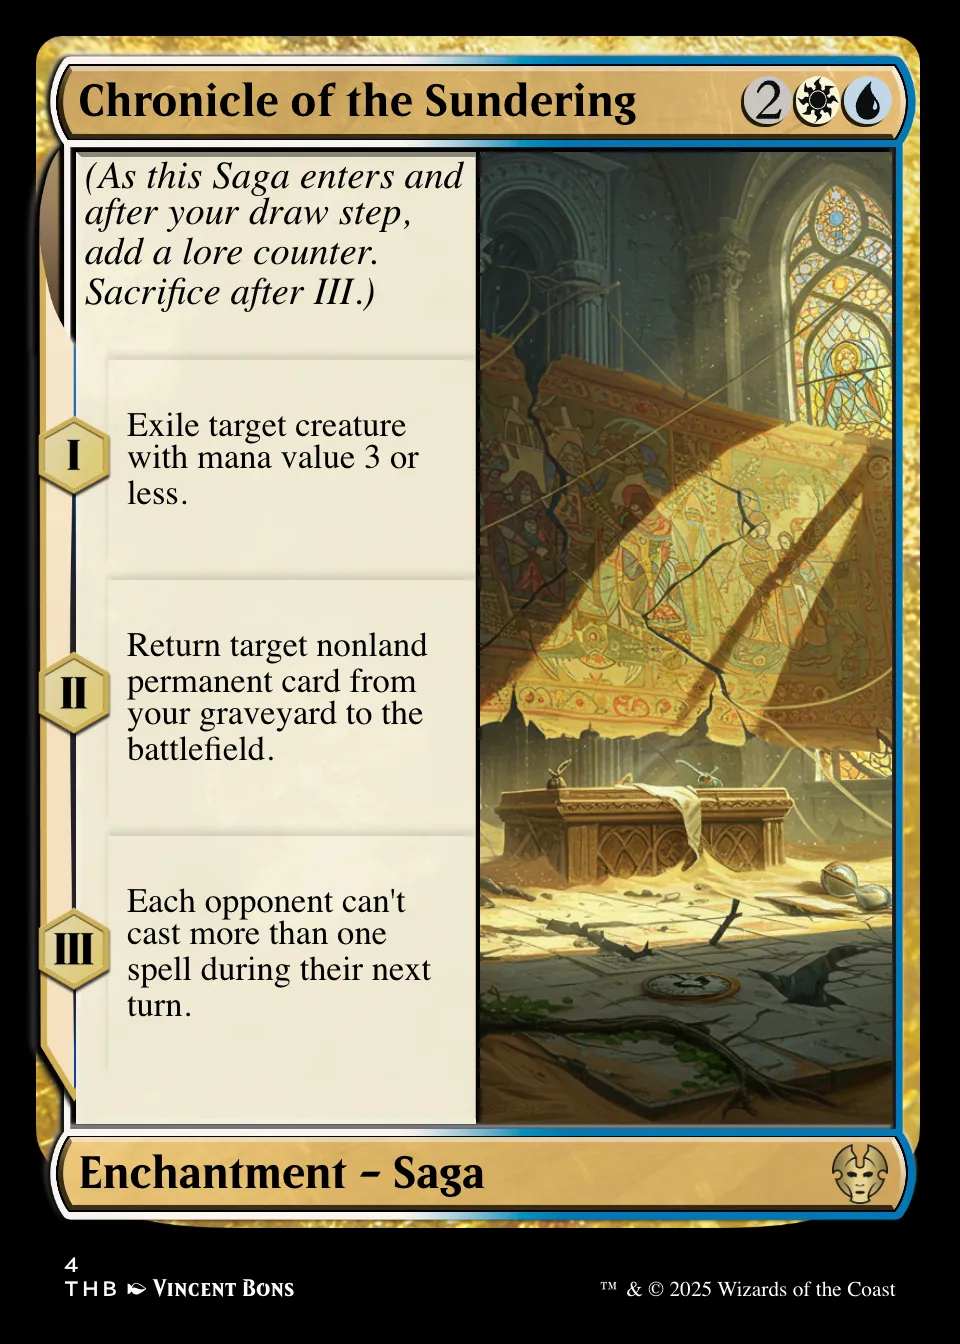 Chronicle of the Sundering 2
(As this Saga enters and
after your draw step,
add a lore counter.
Sacrifice after III.)
I
Exile target creature
with mana value 3 or
less.
II
Return target nonland
permanent card from
your graveyard to the
battlefield.
III
Each opponent can't
cast more than one
spell during their next
turn.
Enchantment – Saga
4
THB Vincent Bons
™ & © 2025 Wizards of the Coast